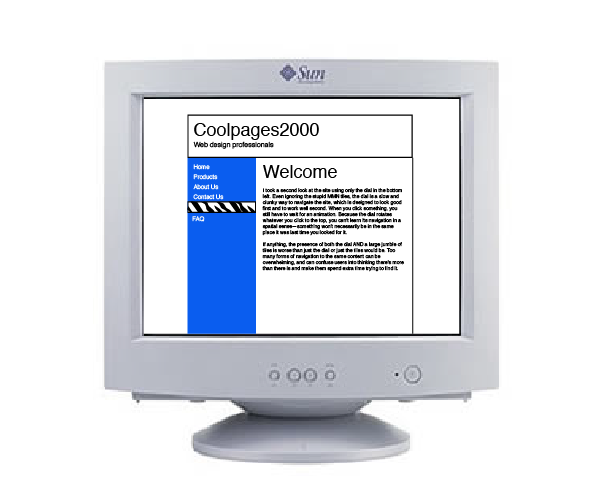 Sun
Coolpages2000
Web design professionals
Home
Products
About Us
Contact Us
FAQ
Welcome
I took a second look at the site using only the dial in the bottom
left. Even ignoring the stupid MMN tiles, the dial is a slow and
clunky way to navigate the site, which is designed to look good
first and to work well second. When you click something, you
still have to wait for an animation. Because the dial rotates
whatever you click to the top, you can't learn its navigation in a
spatial sense—something won't necessarily be in the same
place it was last time you looked for it.
If anything, the presence of both the dial AND a large jumble of
tiles is worse than just the dial or just the tiles would be. Too
many forms of navigation to the same content can be
overwhelming, and can confuse users into thinking there's more
than there is and make them spend extra time trying to find it.